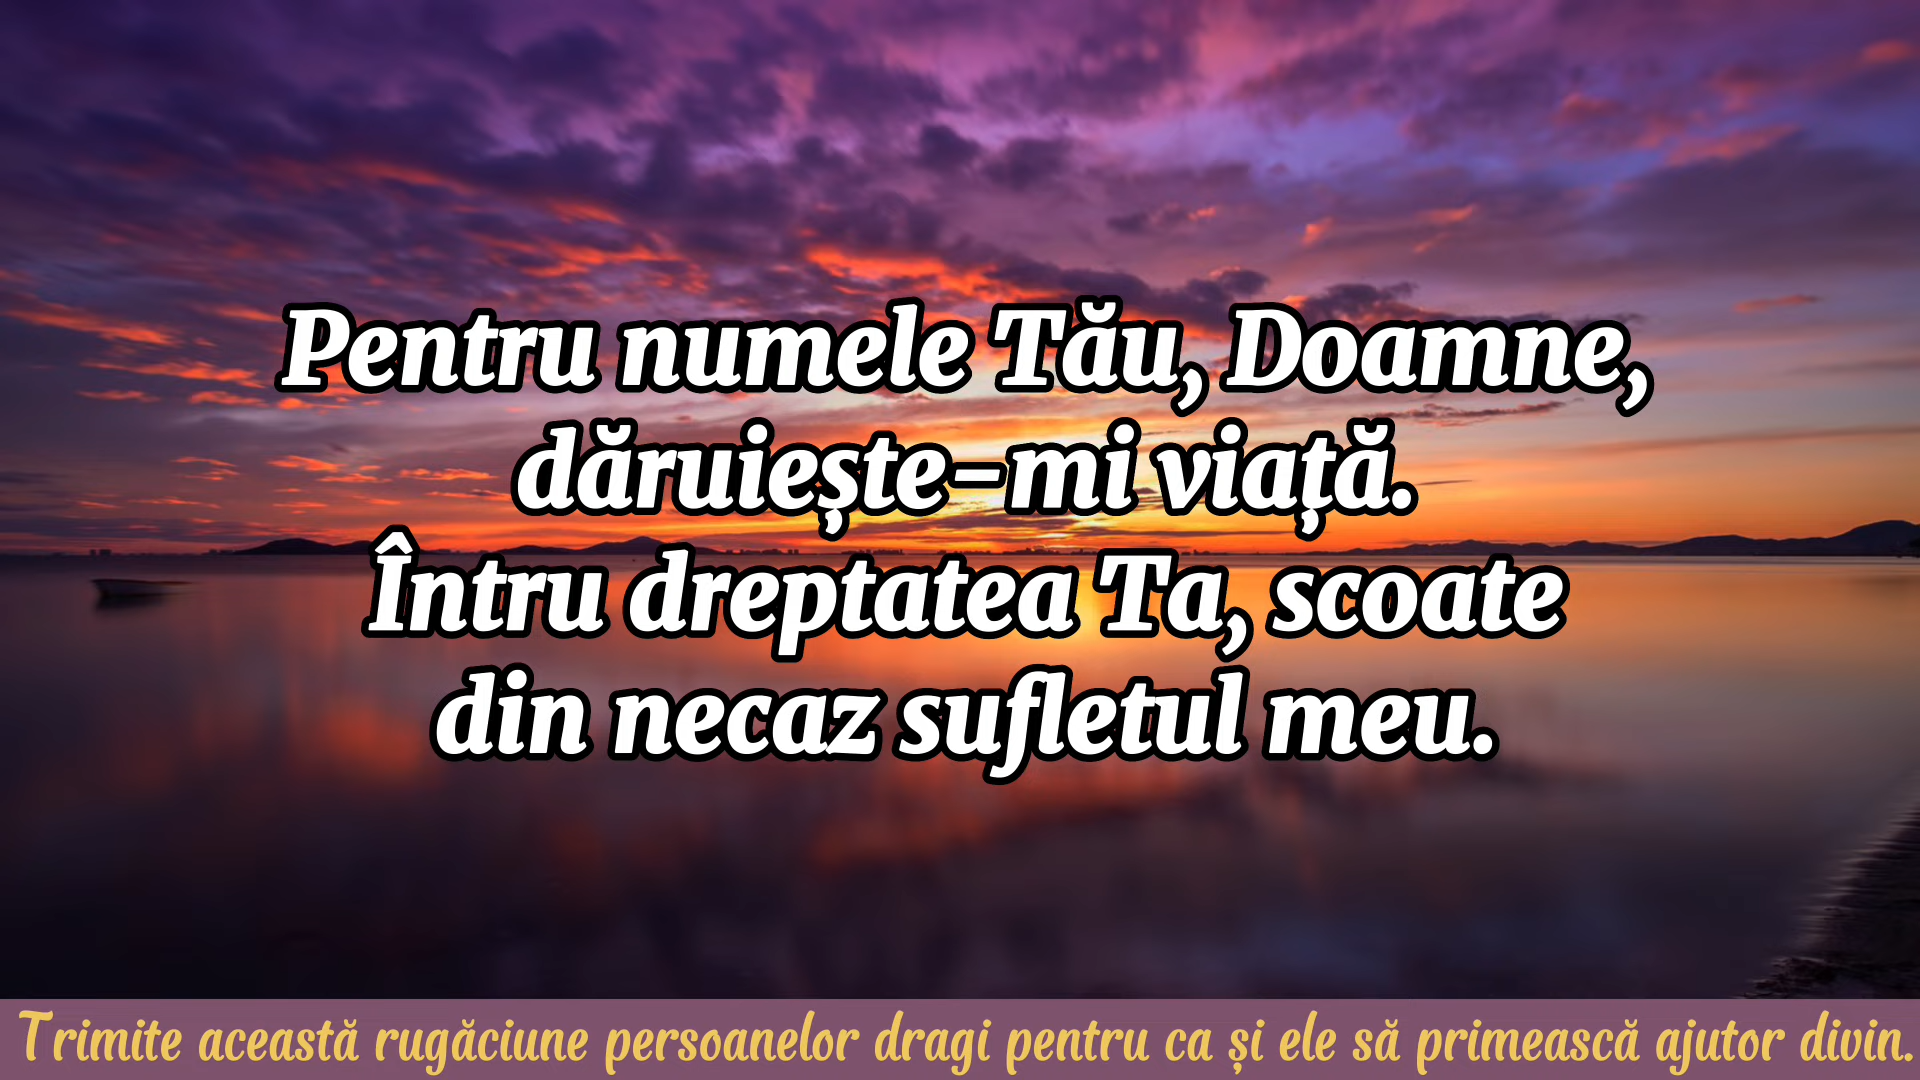 Pentru numele Tău, Doamne,
dăruiește-mi viață.
Întru dreptatea Ta, scoate
din necaz sufletul meu.
Trimite această rugăciune persoanelor dragi pentru ca și ele să primească ajutor divin.